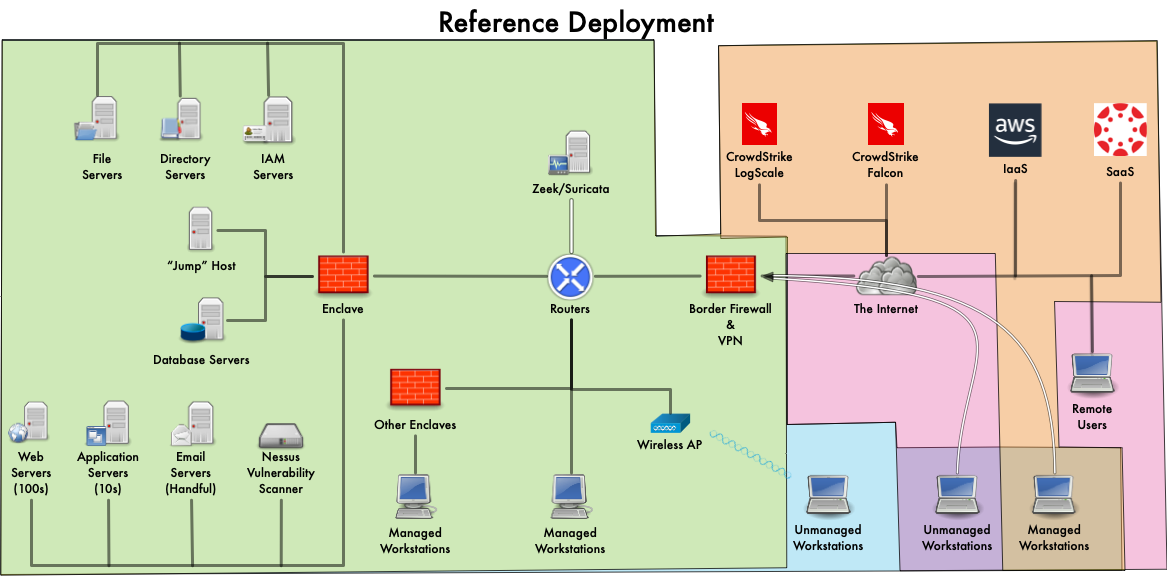 Reference Deployment
File
Servers
Directory
Servers
IAM
Servers
Zeek/Suricata
CrowdStrike
LogScale
CrowdStrike
Falcon
aws
IaaS
SaaS
“Jump” Host
Enclave
Routers
Border Firewall
&
VPN
The Internet
Database Servers
Other Enclaves
Wireless AP
Remote
Users
Web
Servers
(100s)
Application
Servers
(10s)
Email
Servers
(Handful)
Nessus
Vulnerability
Scanner
Managed
Workstations
Managed
Workstations
Unmanaged
Workstations
Unmanaged
Workstations
Managed
Workstations